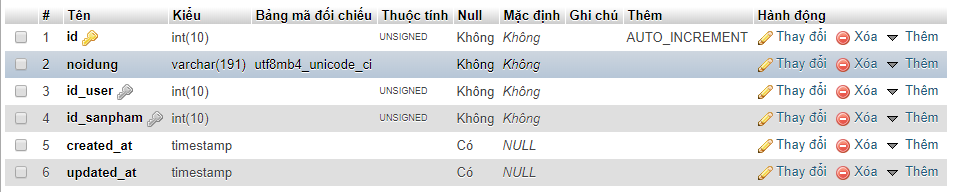 # Tên Kiểu Bảng mã đối chiếu Thuộc tính Null Mặc định Ghi chú Thêm Hành động
1 id int(10) UNSIGNED Không Không AUTO_INCREMENT Thay đổi Xóa Thêm
2 noidung varchar(191) utf8mb4_unicode_ci Không Không Thay đổi Xóa Thêm
3 id_user int(10) UNSIGNED Không Không Thay đổi Xóa Thêm
4 id_sanpham int(10) UNSIGNED Không Không Thay đổi Xóa Thêm
5 created_at timestamp Có NULL Thay đổi Xóa Thêm
6 updated_at timestamp Có NULL Thay đổi Xóa Thêm